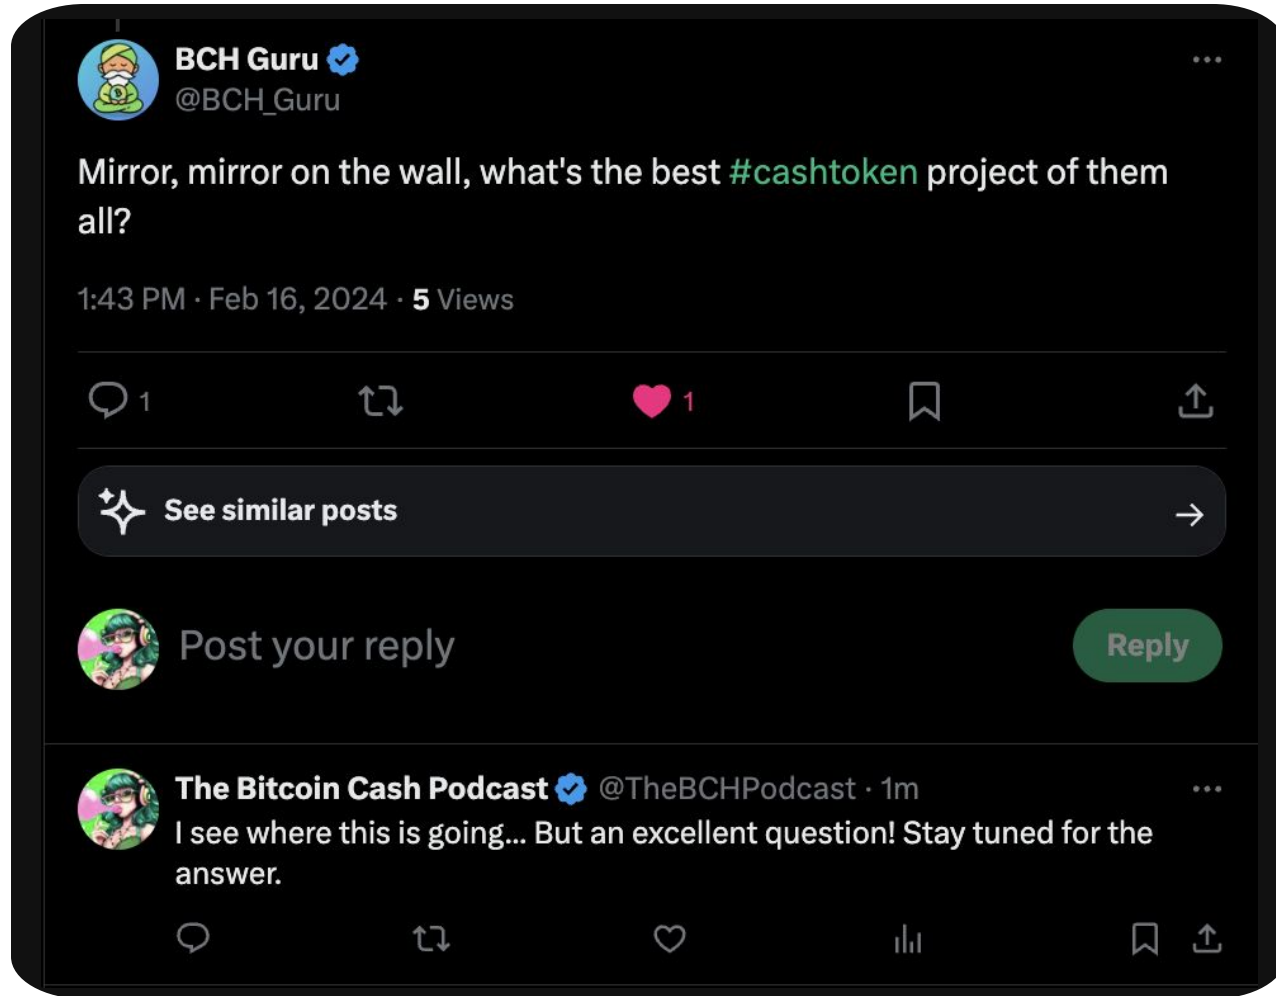 BCH Guru
@BCH_Guru
Mirror, mirror on the wall, what's the best #cashtoken project of them
all?
1:43 PM · Feb 16, 2024 · 5 Views
1
1
See similar posts
Post your reply
Reply
The Bitcoin Cash Podcast @TheBCHPodcast · 1m
I see where this is going... But an excellent question! Stay tuned for the
answer.